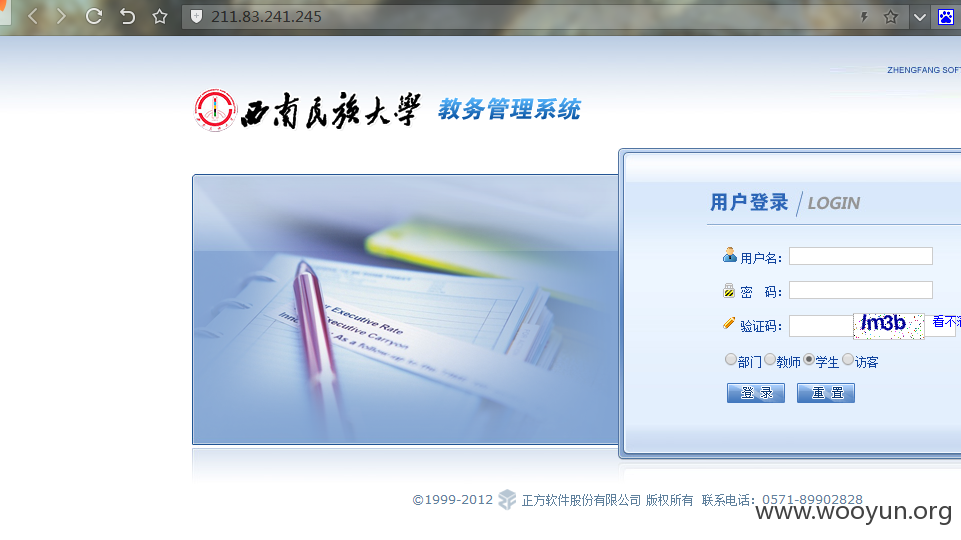 211.83.241.245
ZHENGFANG SOFT
西南民族大學 教务管理系统
用户登录 / LOGIN
用户名:
密 码:
验证码: lm3b 看不清
部门 教师 学生 访客
登 录 重 置
Executive Rate
Executive Carryon
As a follow-up to the
©1999-2012 正方软件股份有限公司 版权所有 联系电话:0571-89902828
www.wooyun.org